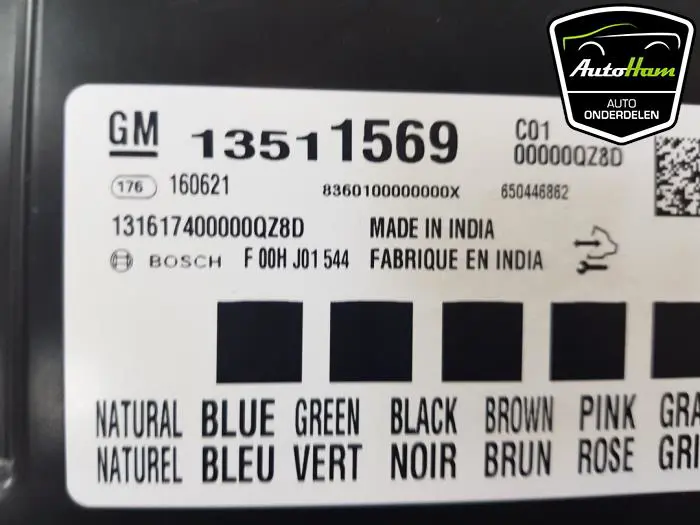 AutoHam
AUTO
ONDERDELEN
GM 13511569 C01
00000QZ8D
176 160621 8360100000000X 650446862
131617400000QZ8D MADE IN INDIA
BOSCH F 00H J01 544 FABRIQUE EN INDIA
NATURAL BLUE GREEN BLACK BROWN PINK
NATUREL BLEU VERT NOIR BRUN ROSE